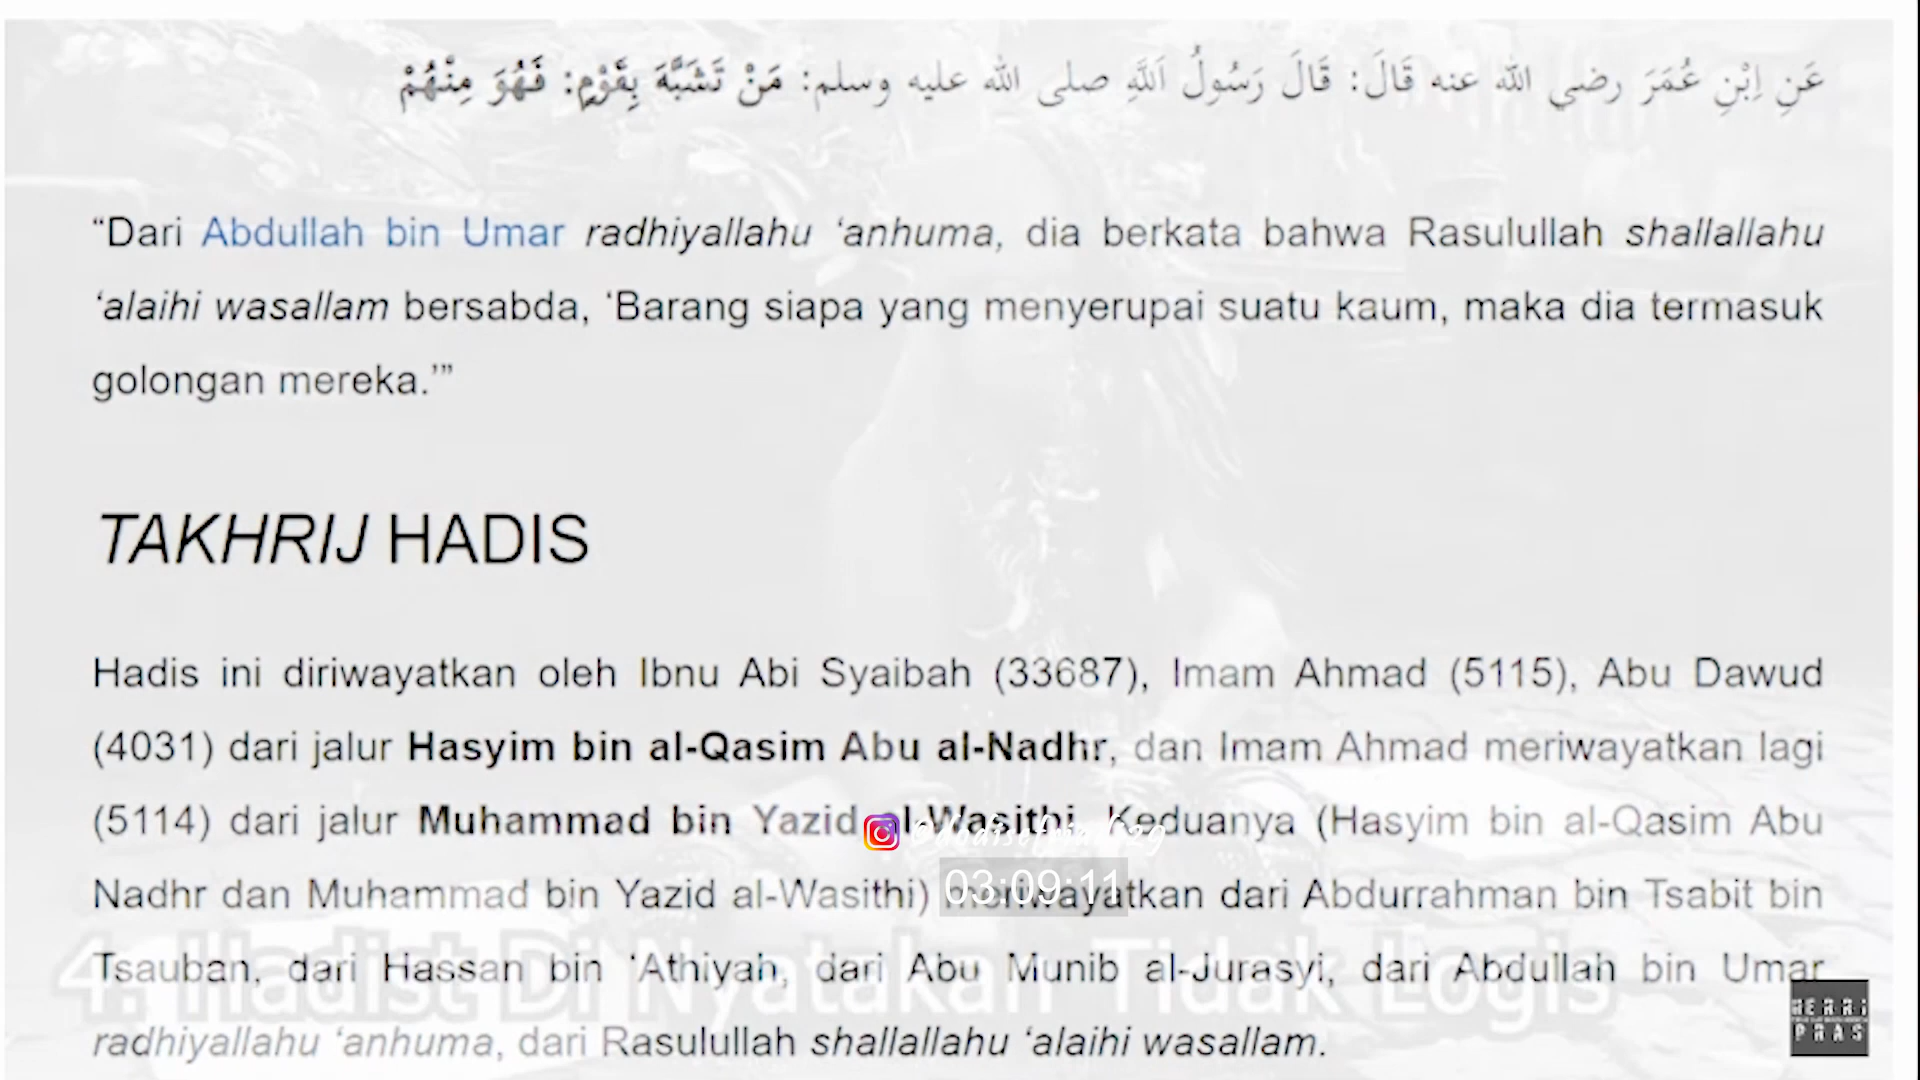 عَنِ اِبْنِ عُمَرَ رضي الله عنه قَالَ: قَالَ رَسُولُ اَللَّهِ صلى الله عليه وسلم: مَنْ تَشَبَّهَ بِقَوْمٍ: فَهُوَ مِنْهُمْ
“Dari Abdullah bin Umar radhiyallahu ‘anhuma, dia berkata bahwa Rasulullah shallallahu
‘alaihi wasallam bersabda, ‘Barang siapa yang menyerupai suatu kaum, maka dia termasuk
golongan mereka.’”
TAKHRIJ HADIS
Hadis ini diriwayatkan oleh Ibnu Abi Syaibah (33687), Imam Ahmad (5115), Abu Dawud
(4031) dari jalur Hasyim bin al-Qasim Abu al-Nadhr, dan Imam Ahmad meriwayatkan lagi
(5114) dari jalur Muhammad bin Yazid al-Wasithi. Keduanya (Hasyim bin al-Qasim Abu
Nadhr dan Muhammad bin Yazid al-Wasithi) meriwayatkan dari Abdurrahman bin Tsabit bin
03:09:11
Tsauban, dari Hassan bin ‘Athiyah, dari Abu Munib al-Jurasyi, dari Abdullah bin Umar
4. Hadist Di Nyatakan Tidak Logis
radhiyallahu ‘anhuma, dari Rasulullah shallallahu ‘alaihi wasallam.
HERRI
PRAS